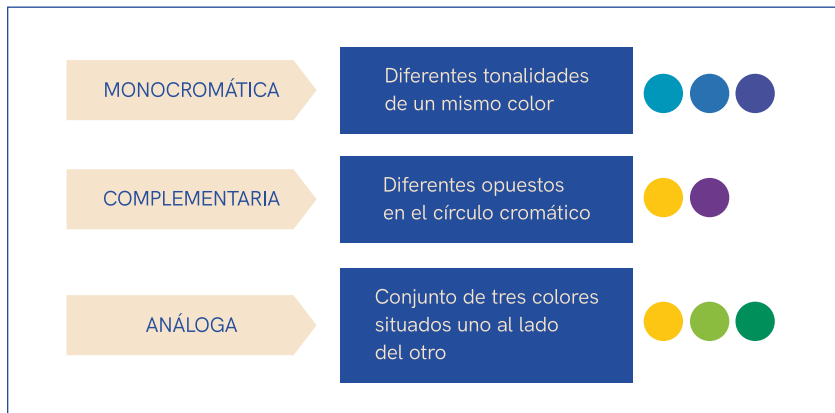 MONOCROMÁTICA
Diferentes tonalidades
de un mismo color
COMPLEMENTARIA
Diferentes opuestos
en el círculo cromático
ANÁLOGA
Conjunto de tres colores
situados uno al lado
del otro